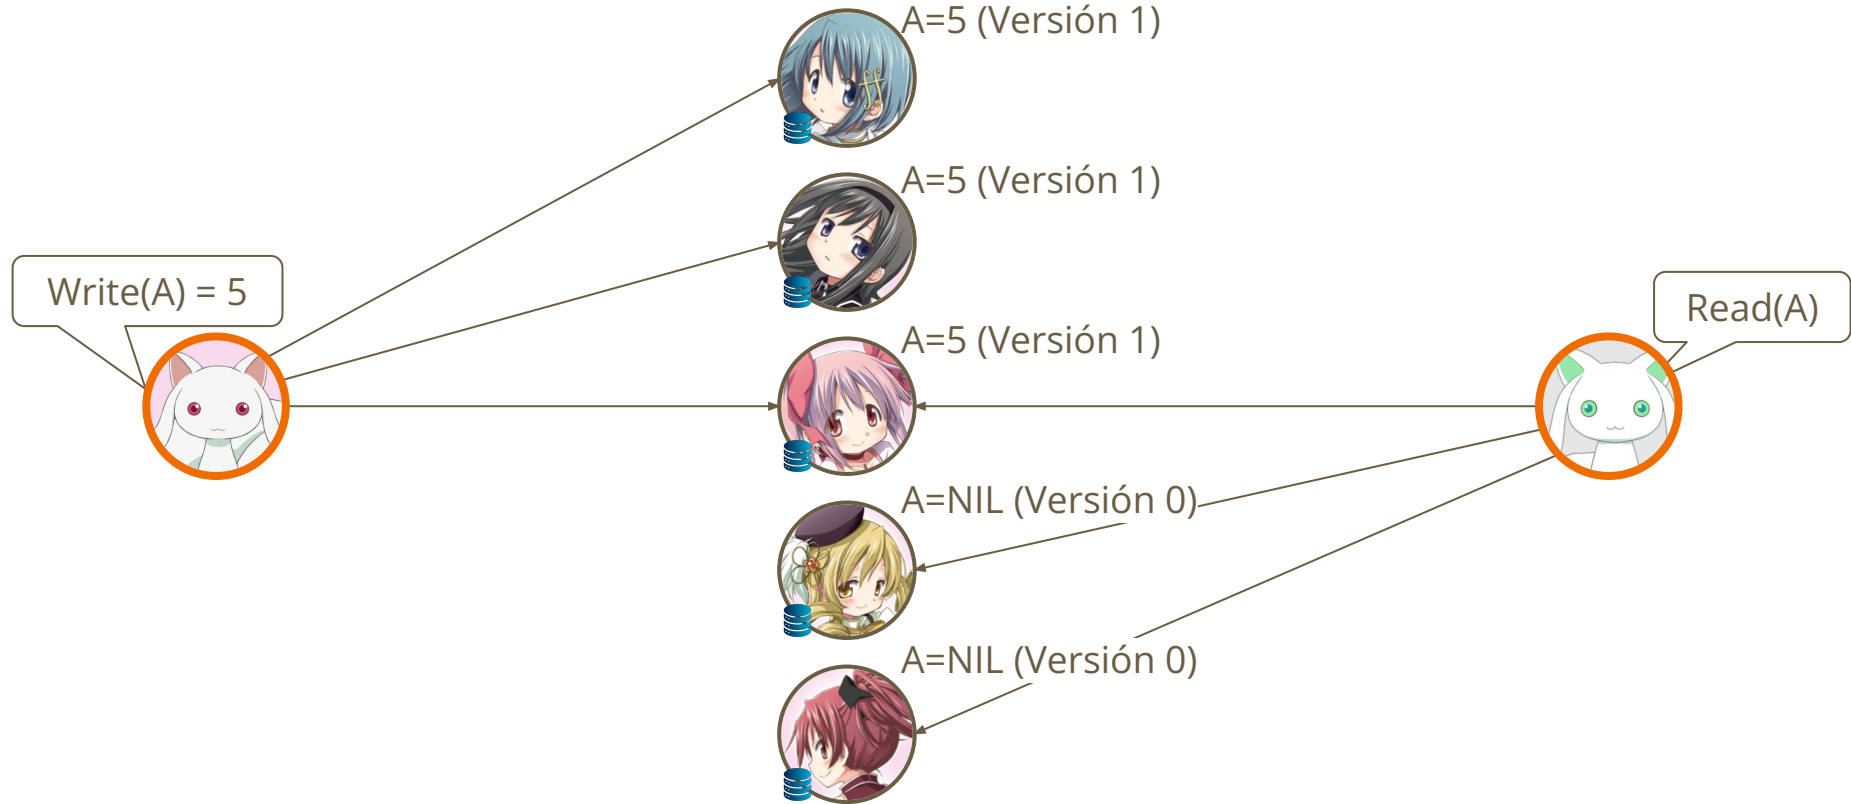 A=5 (Versión 1)
A=5 (Versión 1)
Write(A) = 5
Read(A)
A=5 (Versión 1)
A=NIL (Versión 0)
A=NIL (Versión 0)